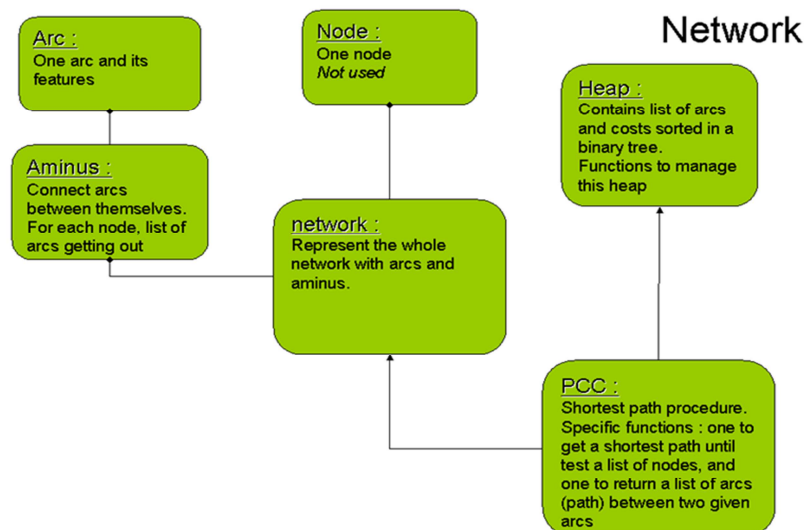 Network
Arc :
One arc and its
features
Node :
One node
Not used
Heap :
Contains list of arcs
and costs sorted in a
binary tree.
Functions to manage
this heap
Aminus :
Connect arcs
between themselves.
For each node, list of
arcs getting out
network :
Represent the whole
network with arcs and
aminus.
PCC :
Shortest path procedure.
Specific functions : one to
get a shortest path until
test a list of nodes, and
one to return a list of arcs
(path) between two given
arcs